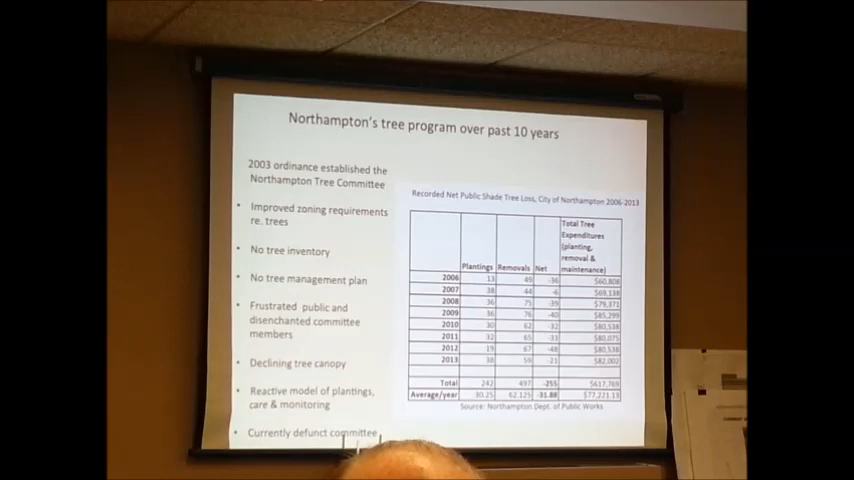 Northampton's tree program over past 10 years
2003 ordinance established the
Northampton Tree Committee
• Improved zoning requirements
re. trees
• No tree inventory
• No tree management plan
• Frustrated public and
disenchanted committee
members
• Declining tree canopy
• Reactive model of plantings,
care & monitoring
• Currently defunct committee
Recorded Net Public Shade Tree Loss, City of Northampton 2006-2013
Plantings Removals Net Total Tree
Expenditures
(planting,
removal &
maintenance)
2006 13 49 -36 $60,808
2007 38 44 -6 $69,138
2008 36 75 -39 $79,371
2009 36 76 -40 $85,299
2010 30 62 -32 $80,538
2011 32 65 -33 $80,075
2012 19 67 -48 $80,538
2013 38 59 -21 $82,002
Total 242 497 -255 $617,769
Average/year 30.25 62.125 -31.88 $77,221.13
Source: Northampton Dept. of Public Works